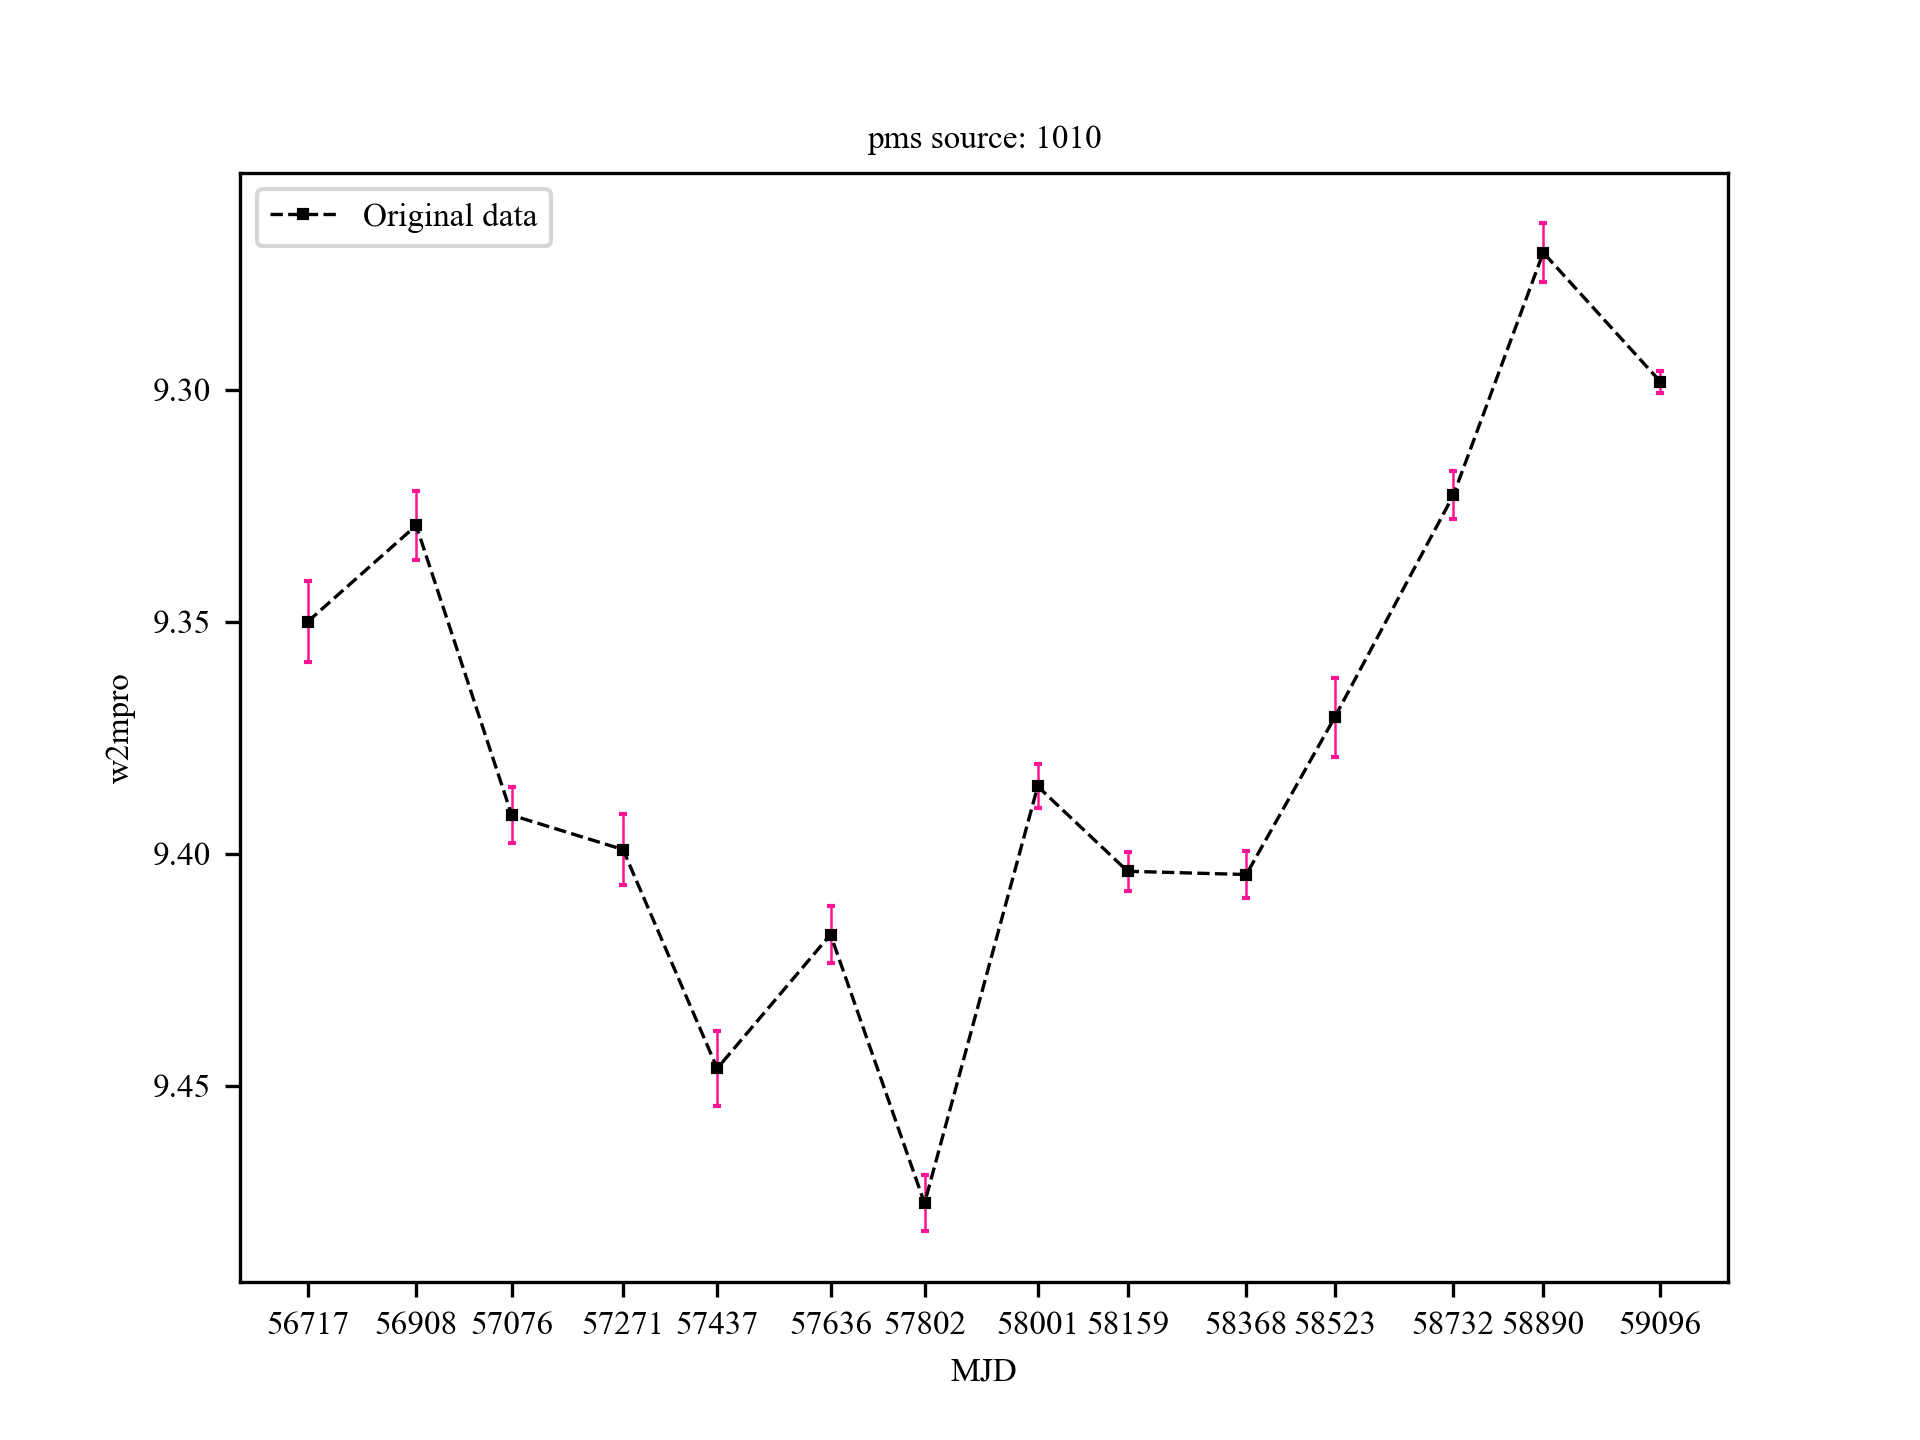 pms source: 1010
Original data
9.30
9.35
9.40
9.45
w2mpro
56717 56908 57076 57271 57437 57636 57802 58001 58159 58368 58523 58732 58890 59096
MJD